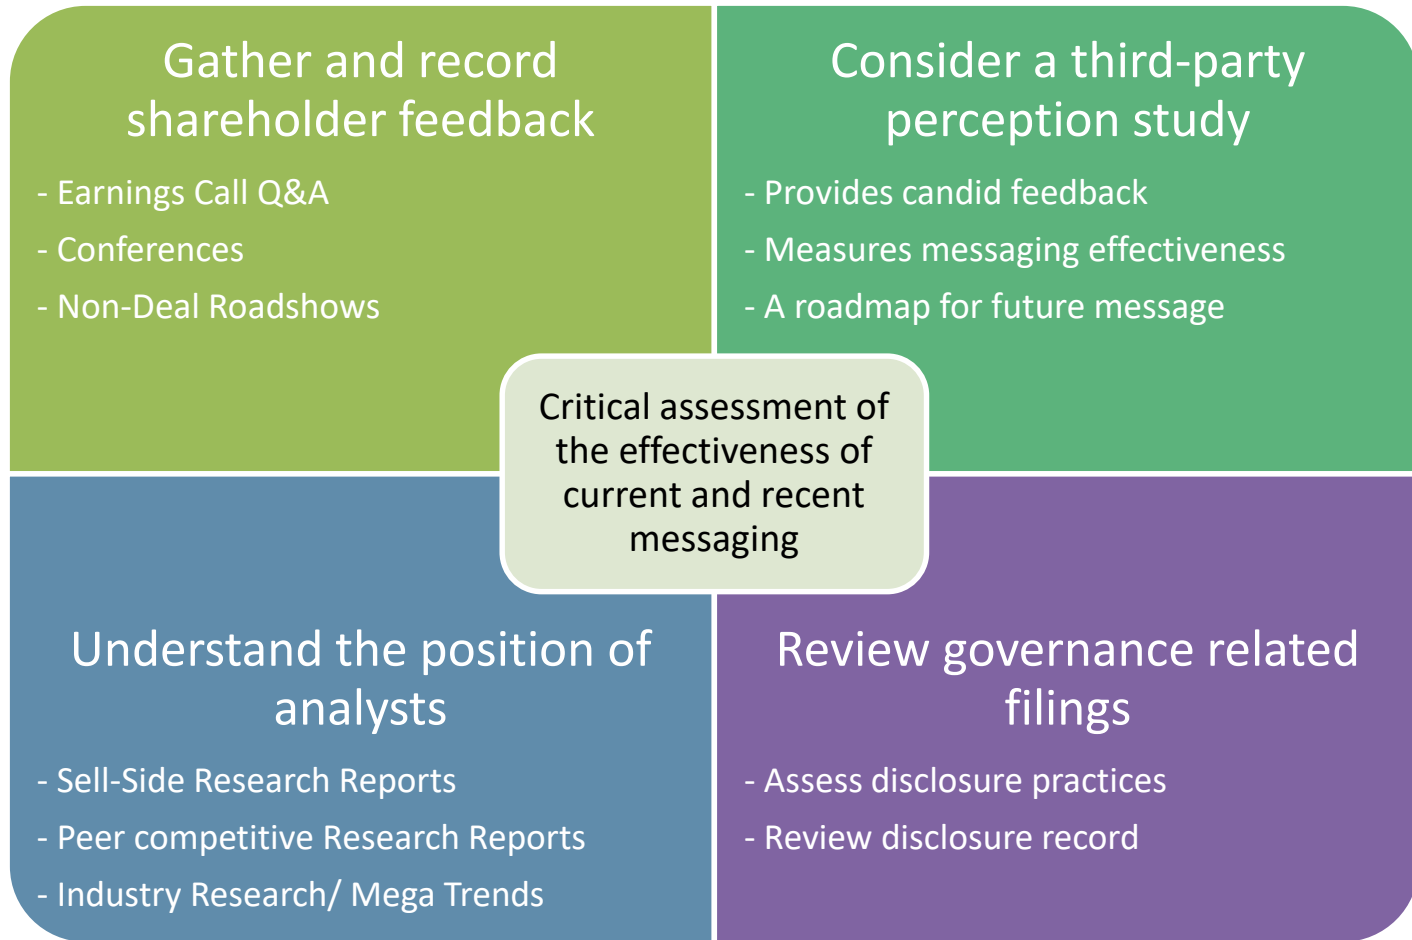 Gather and record
shareholder feedback
- Earnings Call Q&A
- Conferences
- Non-Deal Roadshows
Consider a third-party
perception study
- Provides candid feedback
- Measures messaging effectiveness
- A roadmap for future message
Critical assessment of
the effectiveness of
current and recent
messaging
Understand the position of
analysts
- Sell-Side Research Reports
- Peer competitive Research Reports
- Industry Research/ Mega Trends
Review governance related
filings
- Assess disclosure practices
- Review disclosure record